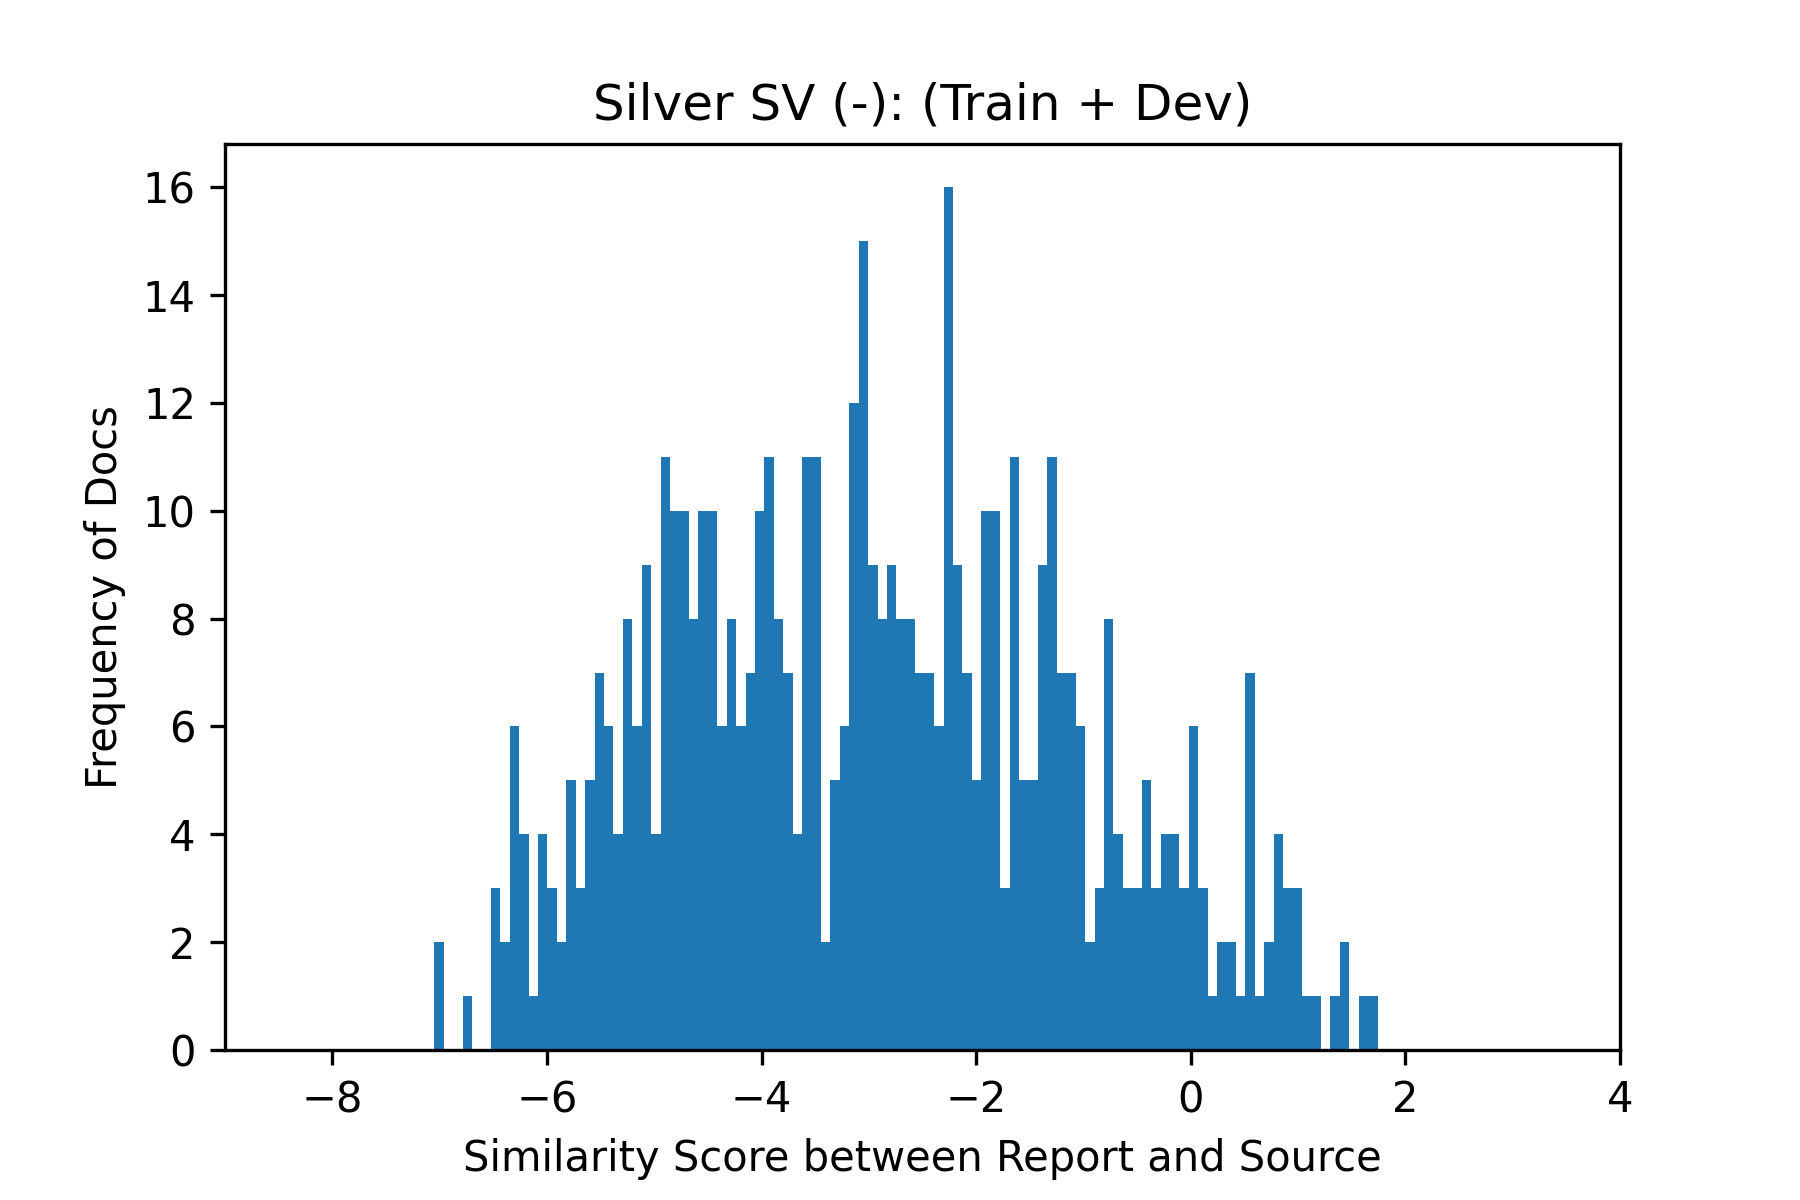 Silver SV (-): (Train + Dev)
16
14
12
10
8
6
4
2
0
Frequency of Docs
−8 −6 −4 −2 0 2 4
Similarity Score between Report and Source